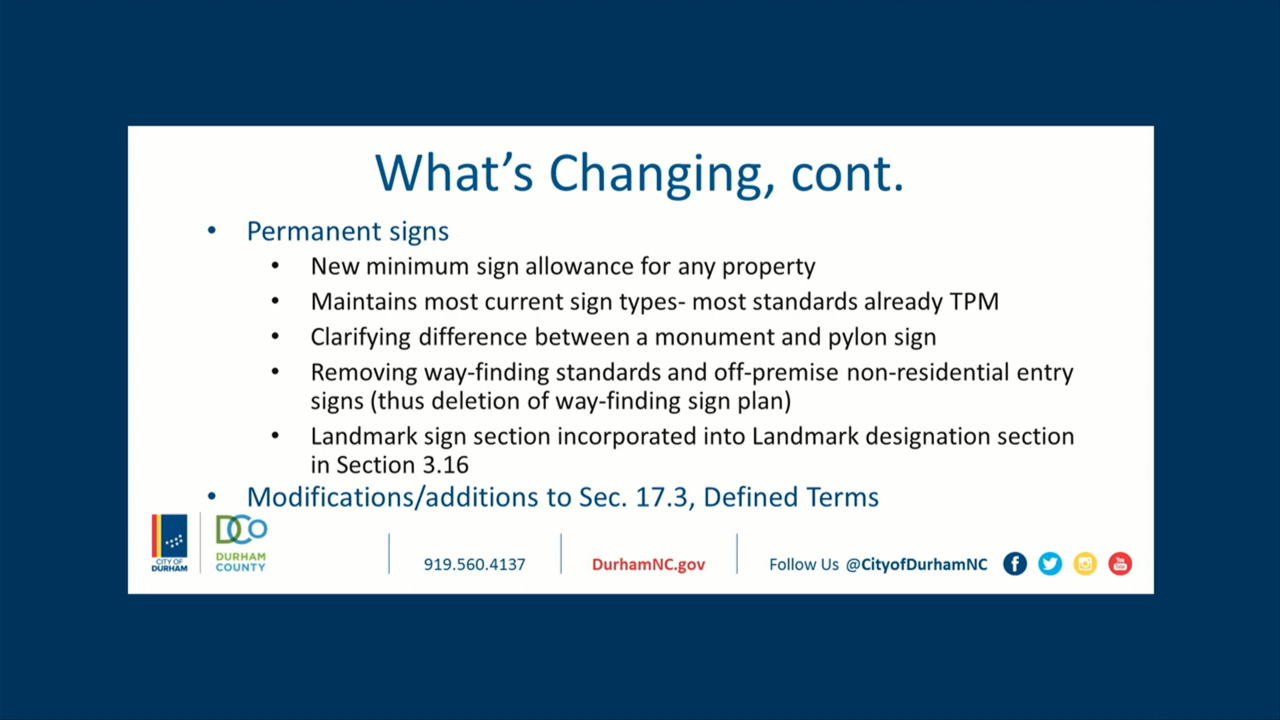 What's Changing, cont.
• Permanent signs
• New minimum sign allowance for any property
• Maintains most current sign types- most standards already TPM
• Clarifying difference between a monument and pylon sign
• Removing way-finding standards and off-premise non-residential entry
signs (thus deletion of way-finding sign plan)
• Landmark sign section incorporated into Landmark designation section
in Section 3.16
• Modifications/additions to Sec. 17.3, Defined Terms
CITY OF
DURHAM
DCo
DURHAM
COUNTY
919.560.4137
DurhamNC.gov
Follow Us @CityofDurhamNC
You
Tube